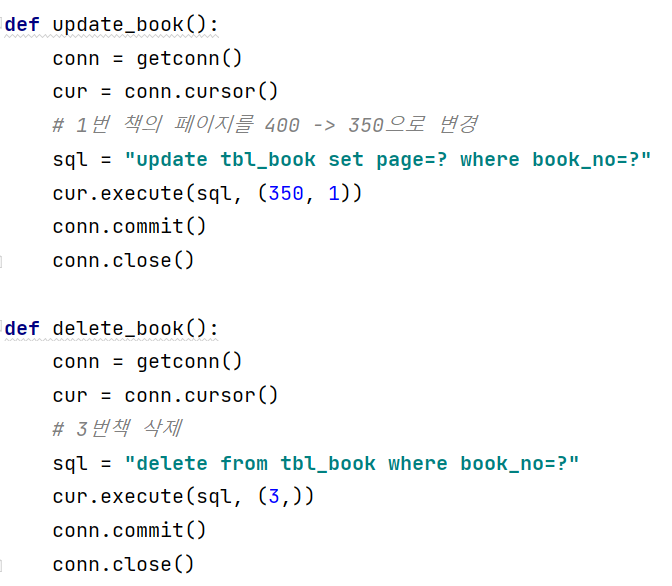 def update_book():
    conn = getconn()
    cur = conn.cursor()
    # 1번 책의 페이지를 400 -> 350으로 변경
    sql = "update tbl_book set page=? where book_no=?"
    cur.execute(sql, (350, 1))
    conn.commit()
    conn.close()

def delete_book():
    conn = getconn()
    cur = conn.cursor()
    # 3번책 삭제
    sql = "delete from tbl_book where book_no=?"
    cur.execute(sql, (3,))
    conn.commit()
    conn.close()